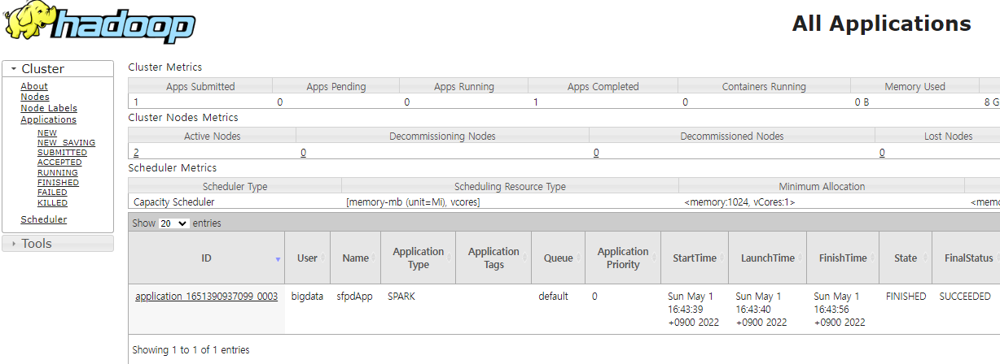 hadoop
All Applications
Cluster
About
Nodes
Node Labels
Applications
NEW
NEW_SAVING
SUBMITTED
ACCEPTED
RUNNING
FINISHED
FAILED
KILLED
Scheduler
Tools
Cluster Metrics
Apps Submitted Apps Pending Apps Running Apps Completed Containers Running Memory Used
1 0 0 1 0 0 B 8 G
Cluster Nodes Metrics
Active Nodes Decommissioning Nodes Decommissioned Nodes Lost Nodes
2 0 0 0
Scheduler Metrics
Scheduler Type Scheduling Resource Type Minimum Allocation
Capacity Scheduler [memory-mb (unit=Mi), vcores] <memory:1024, vCores:1> <memo
Show 20 entries
ID User Name Application Type Application Tags Queue Application Priority StartTime LaunchTime FinishTime State FinalStatus
application_1651390937099_0003 bigdata sfpdApp SPARK default 0 Sun May 1 16:43:39 +0900 2022 Sun May 1 16:43:40 +0900 2022 Sun May 1 16:43:56 +0900 2022 FINISHED SUCCEEDED
Showing 1 to 1 of 1 entries